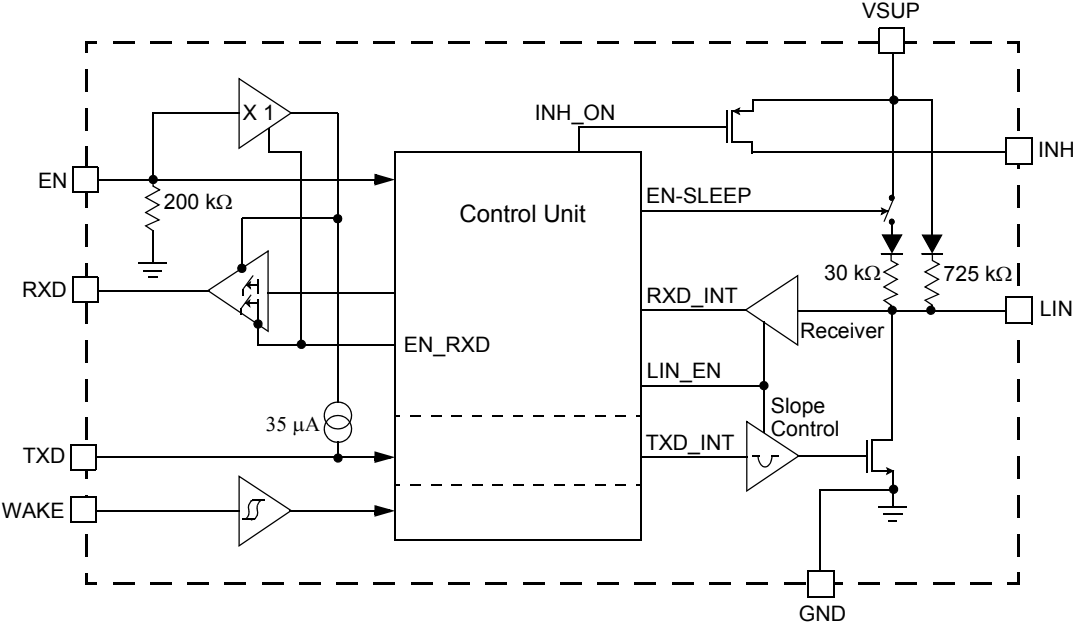 VSUP
X 1
INH_ON
INH
EN
200 kΩ
EN-SLEEP
Control Unit
30 kΩ
725 kΩ
RXD
RXD_INT
LIN
Receiver
EN_RXD
LIN_EN
35 μA
Slope
Control
TXD
TXD_INT
WAKE
GND